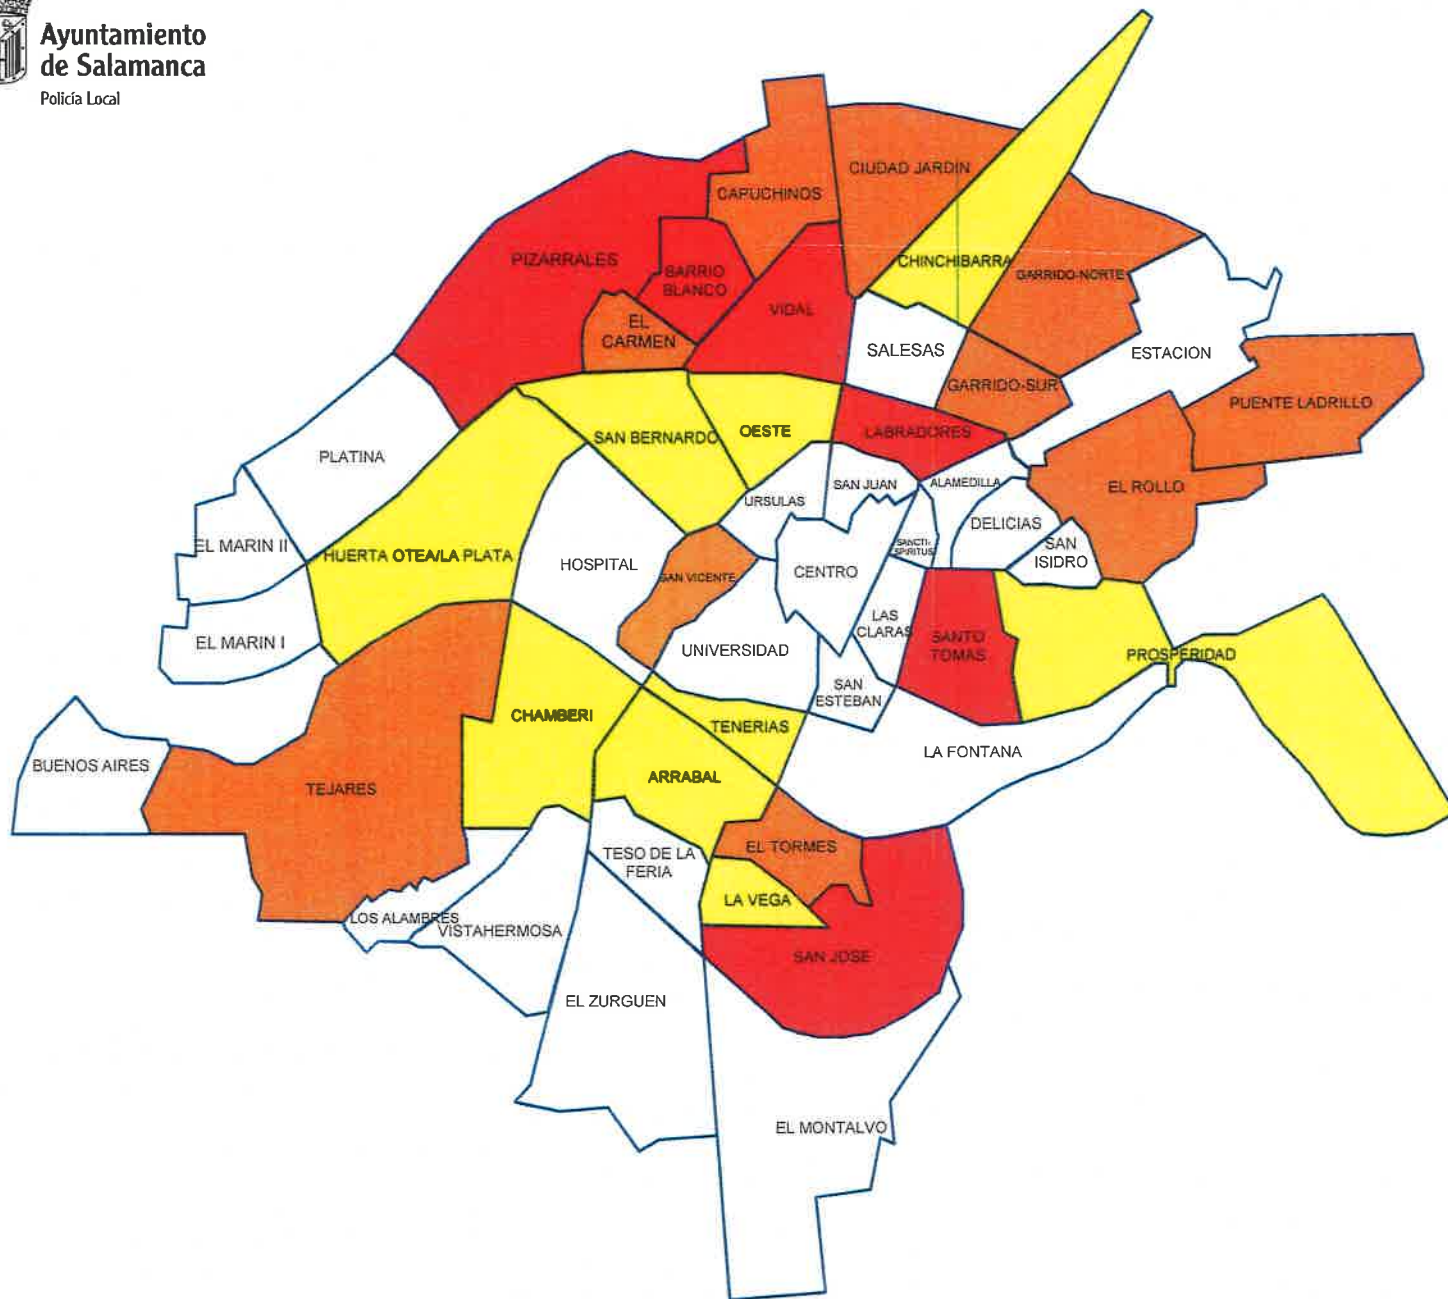 Ayuntamiento
de Salamanca
Policía Local
CIUDAD JARDIN
CAPUCHINOS
PIZARRALES
CHINCHIBARRA
BARRIO
BLANCO
GARRIDO-NORTE
VIDAL
EL
CARMEN
SALESAS
ESTACION
GARRIDO-SUR
PUENTE LADRILLO
OESTE
SAN BERNARDO
LABRADORES
PLATINA
SAN JUAN
ALAMEDILLA
EL ROLLO
URSULAS
DELICIAS
EL MARIN II
HUERTA OTEA/LA PLATA
HOSPITAL
SANCTI-
SPIRITUS
SAN
ISIDRO
CENTRO
SAN VICENTE
LAS
CLARAS
EL MARIN I
UNIVERSIDAD
SANTO
TOMAS
PROSPERIDAD
SAN
ESTEBAN
CHAMBERI
TENERIAS
LA FONTANA
BUENOS AIRES
ARRABAL
TEJARES
EL TORMES
TESO DE LA
FERIA
LA VEGA
LOS ALAMBRES
VISTAHERMOSA
SAN JOSE
EL ZURGUEN
EL MONTALVO